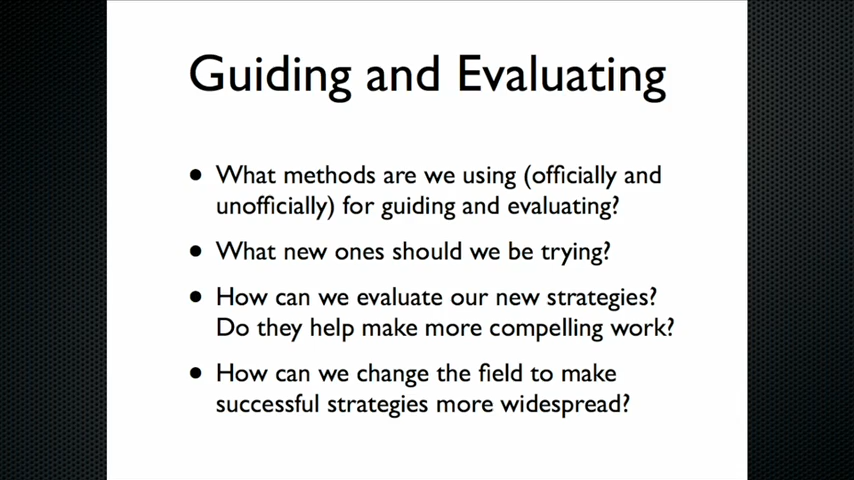 Guiding and Evaluating
• What methods are we using (officially and
unofficially) for guiding and evaluating?
• What new ones should we be trying?
• How can we evaluate our new strategies?
Do they help make more compelling work?
• How can we change the field to make
successful strategies more widespread?